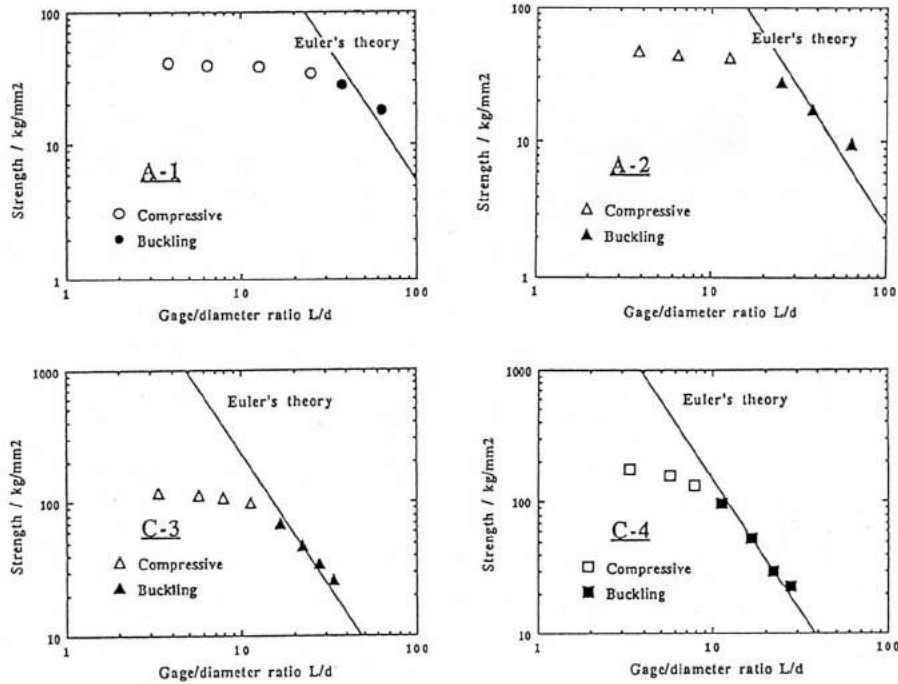 100
Euler's theory
10
A-1
Compressive
Buckling
1
1
10
100
Strength / kg/mm2
Gage/diameter ratio L/d
100
Euler's theory
10
A-2
Compressive
Buckling
1
1
10
100
Strength / kg/mm2
Gage/diameter ratio L/d
1000
Euler's theory
100
C-3
Compressive
Buckling
10
1
10
100
Strength / kg/mm2
Gage/diameter ratio L/d
1000
Euler's theory
100
C-4
Compressive
Buckling
10
1
10
100
Strength / kg/mm2
Gage/diameter ratio L/d